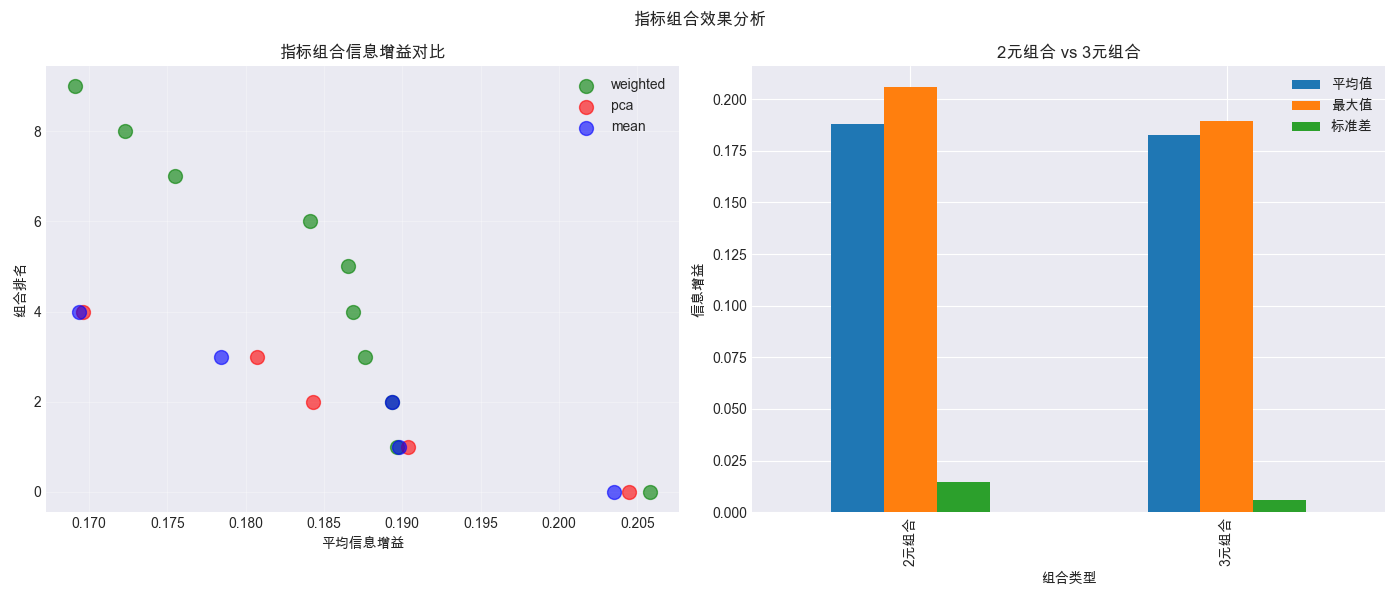 指标组合效果分析
指标组合信息增益对比
weighted
pca
mean
组合排名
8
6
4
2
0
0.170
0.175
0.180
0.185
0.190
0.195
0.200
0.205
平均信息增益
2元组合 vs 3元组合
平均值
最大值
标准差
信息增益
0.200
0.175
0.150
0.125
0.100
0.075
0.050
0.025
0.000
2元组合
3元组合
组合类型